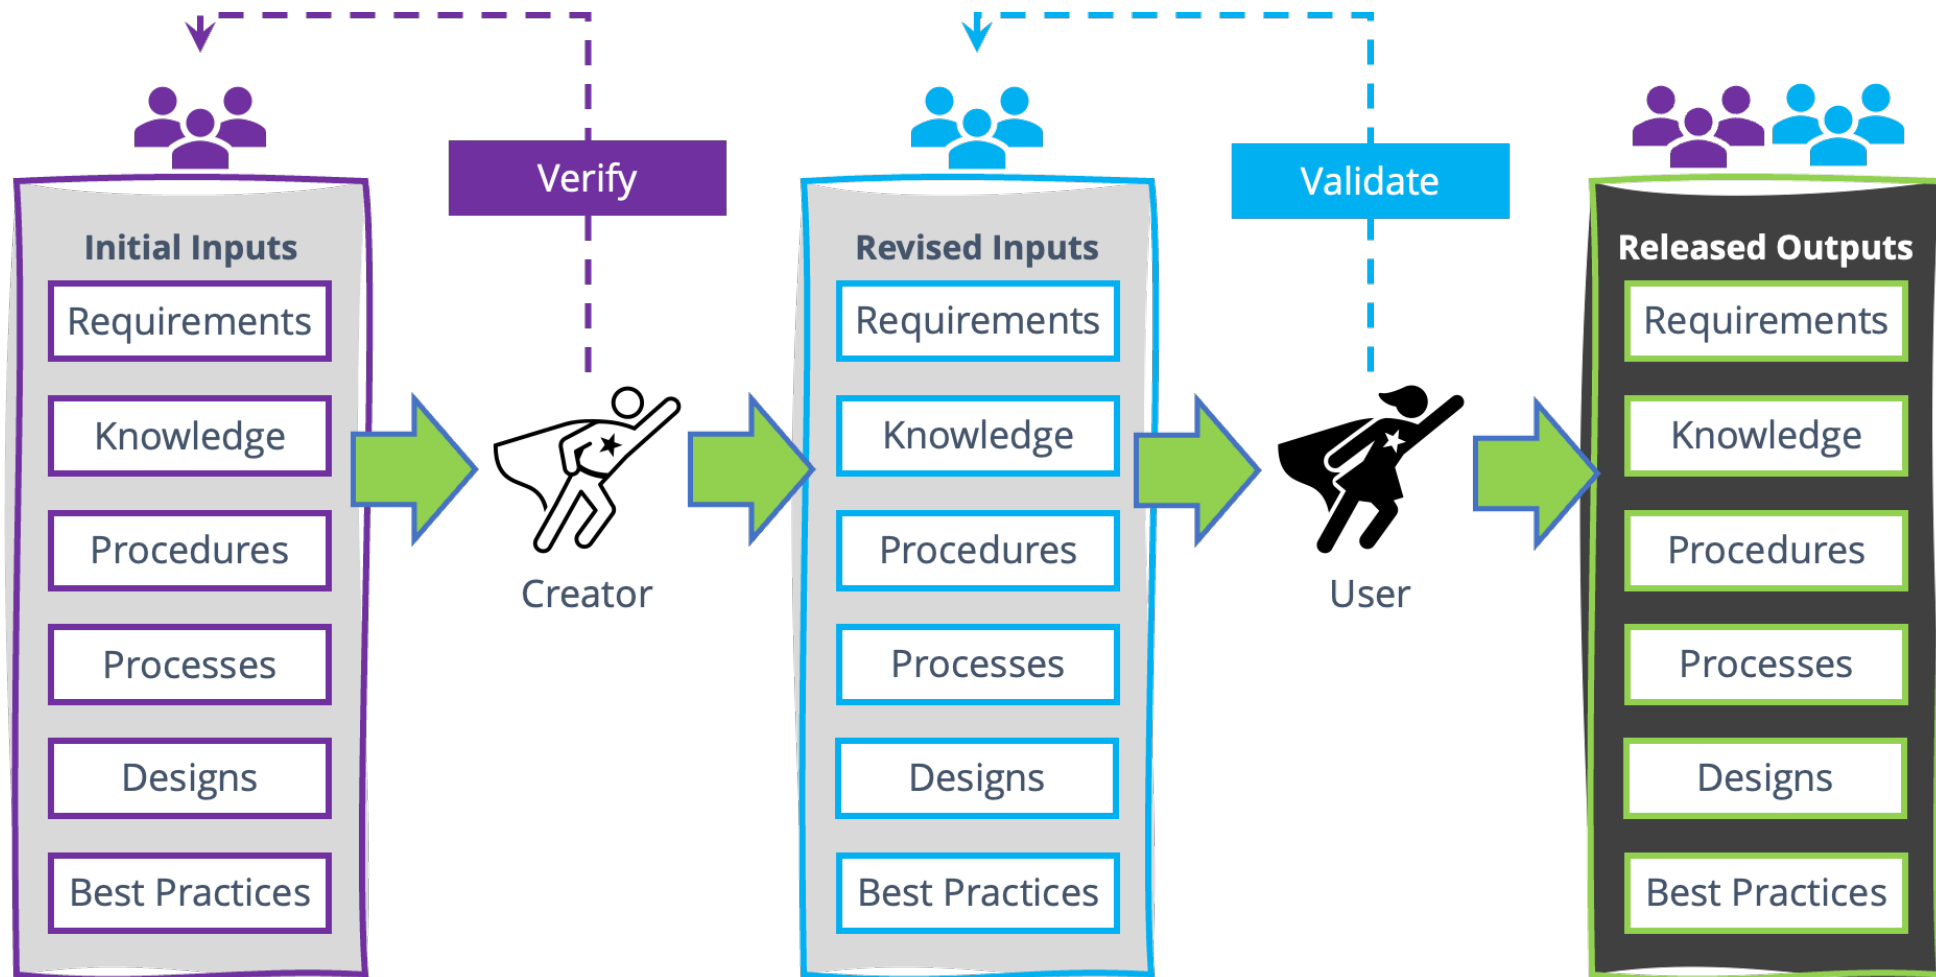 Verify
Validate
Initial Inputs
Requirements
Knowledge
Procedures
Processes
Designs
Best Practices
Creator
Revised Inputs
Requirements
Knowledge
Procedures
Processes
Designs
Best Practices
User
Released Outputs
Requirements
Knowledge
Procedures
Processes
Designs
Best Practices